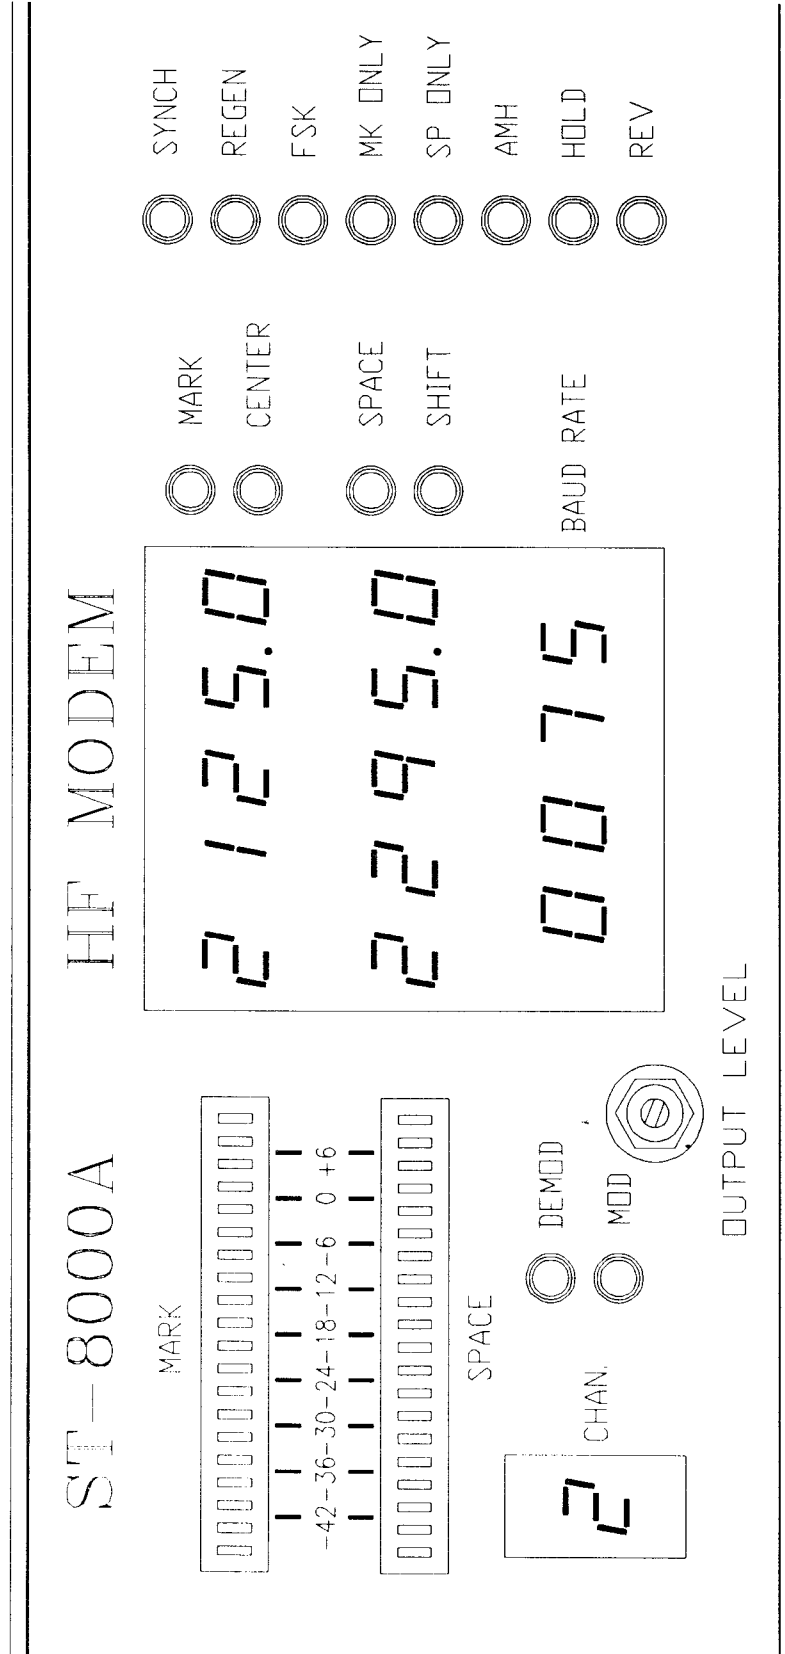 ST-8000A HF MODEM
MARK
-42-36-30-24-18-12-6 0 +6
SPACE
2
CHAN.
DEMOD
MOD
OUTPUT LEVEL
2125.0
2295.0
0075
MARK
CENTER
SPACE
SHIFT
BAUD RATE
SYNCH
REGEN
FSK
MK ONLY
SP ONLY
AMH
HOLD
REV